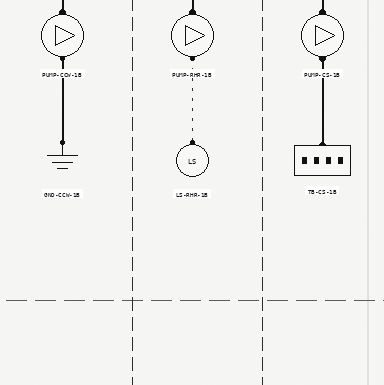 PUMP-CCW-1B
PUMP-RHR-1B
PUMP-CS-1B
LS
GND-CCW-1B
LS-RHR-1B
TB-CS-1B